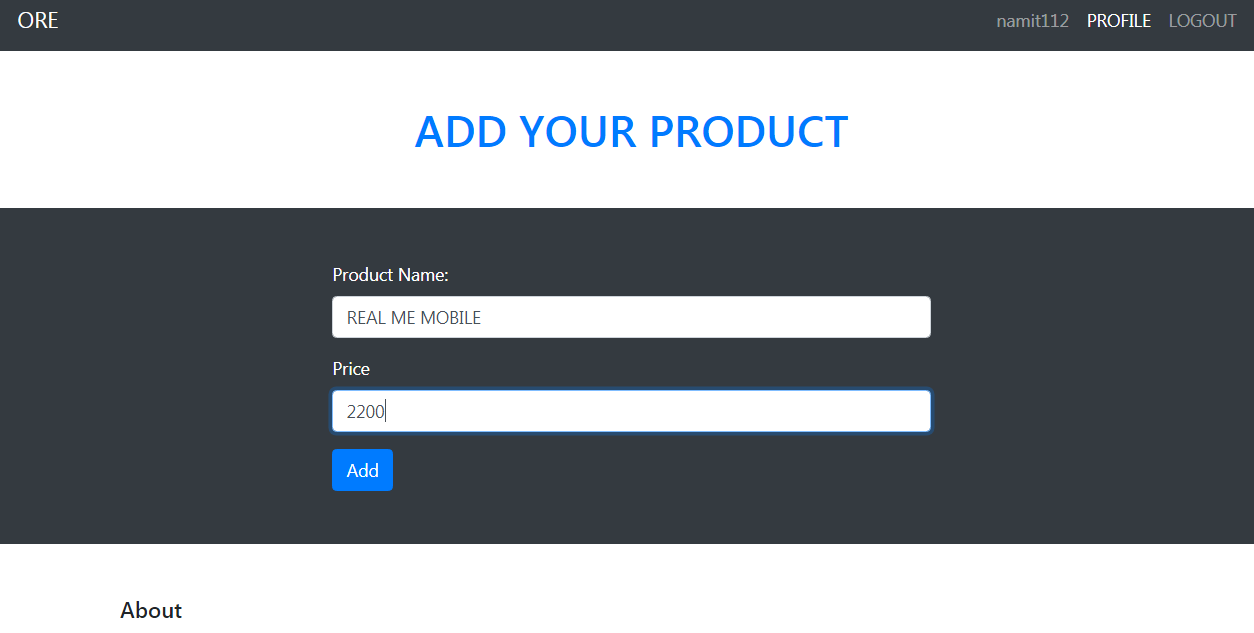 ORE namit112 PROFILE LOGOUT
ADD YOUR PRODUCT
Product Name:
REAL ME MOBILE
Price
2200
Add
About